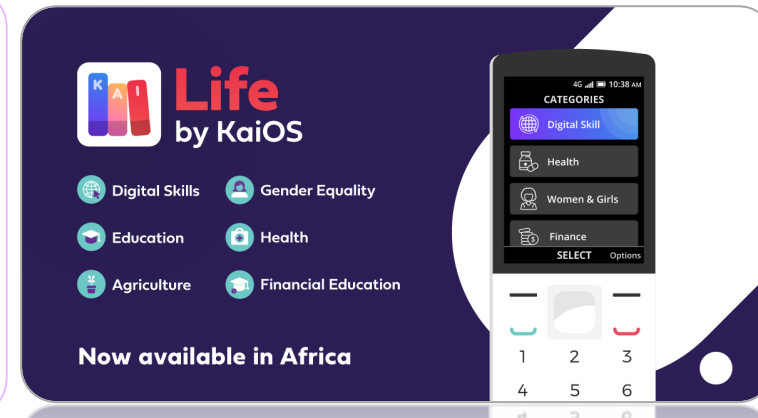 KAI
Life
by KaiOS
Digital Skills
Gender Equality
Education
Health
Agriculture
Financial Education
Now available in Africa
4G 10:38 AM
CATEGORIES
Digital Skill
Health
Women & Girls
Finance
SELECT Options
1 2 3
4 5 6